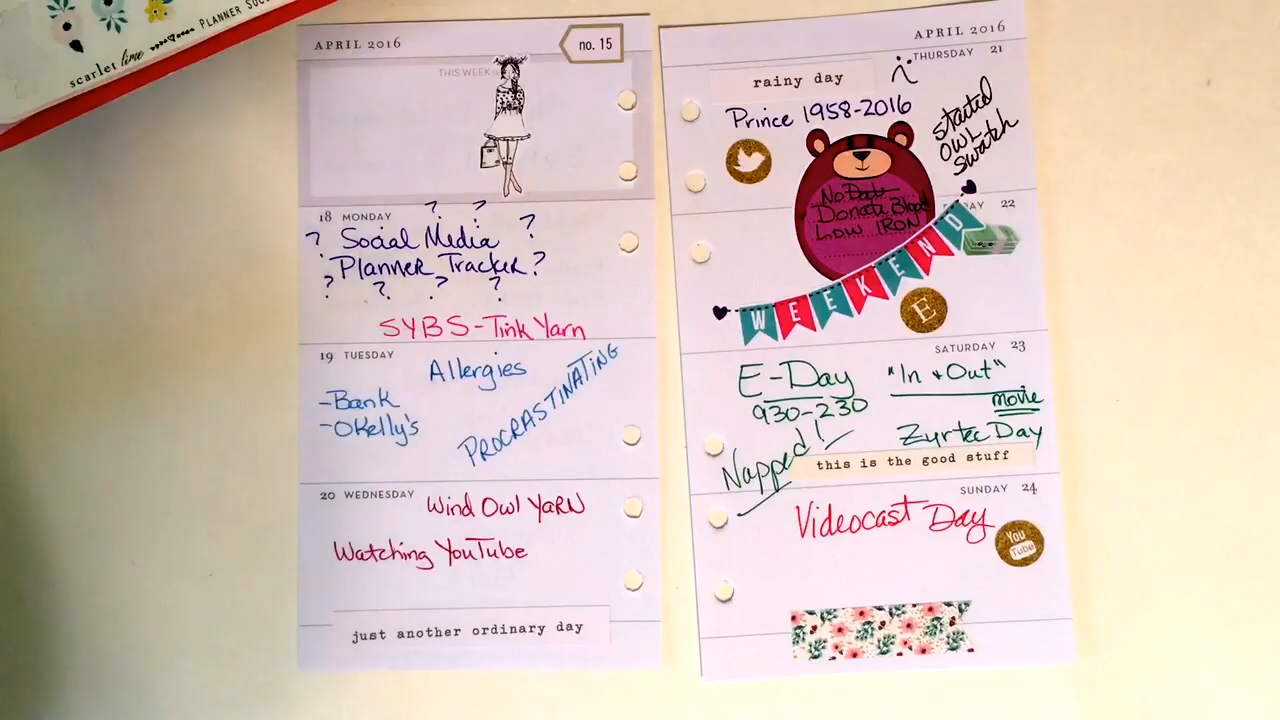 scarlet lime
PLANNER SOC
APRIL 2016
no. 15
THIS WEEK
18 MONDAY
? ? ?
? Social Media
Planner Tracker?
? ? ? ?
SYBS-Tink Yarn
19 TUESDAY
Allergies
-Bank
-OKelly's
PROCRASTINATING
20 WEDNESDAY
Wind Owl YARN
Watching YouTube
just another ordinary day
APRIL 2016
THURSDAY 21
rainy day
Prince 1958-2016
started
OWL
swatch
Donate Blood
Low IRON
22
WEEKEND
E
SATURDAY 23
E-Day
930-230
"In + Out"
movie
Zyrtec Day
Napped!
this is the good stuff
SUNDAY 24
Videocast Day
You
Tube